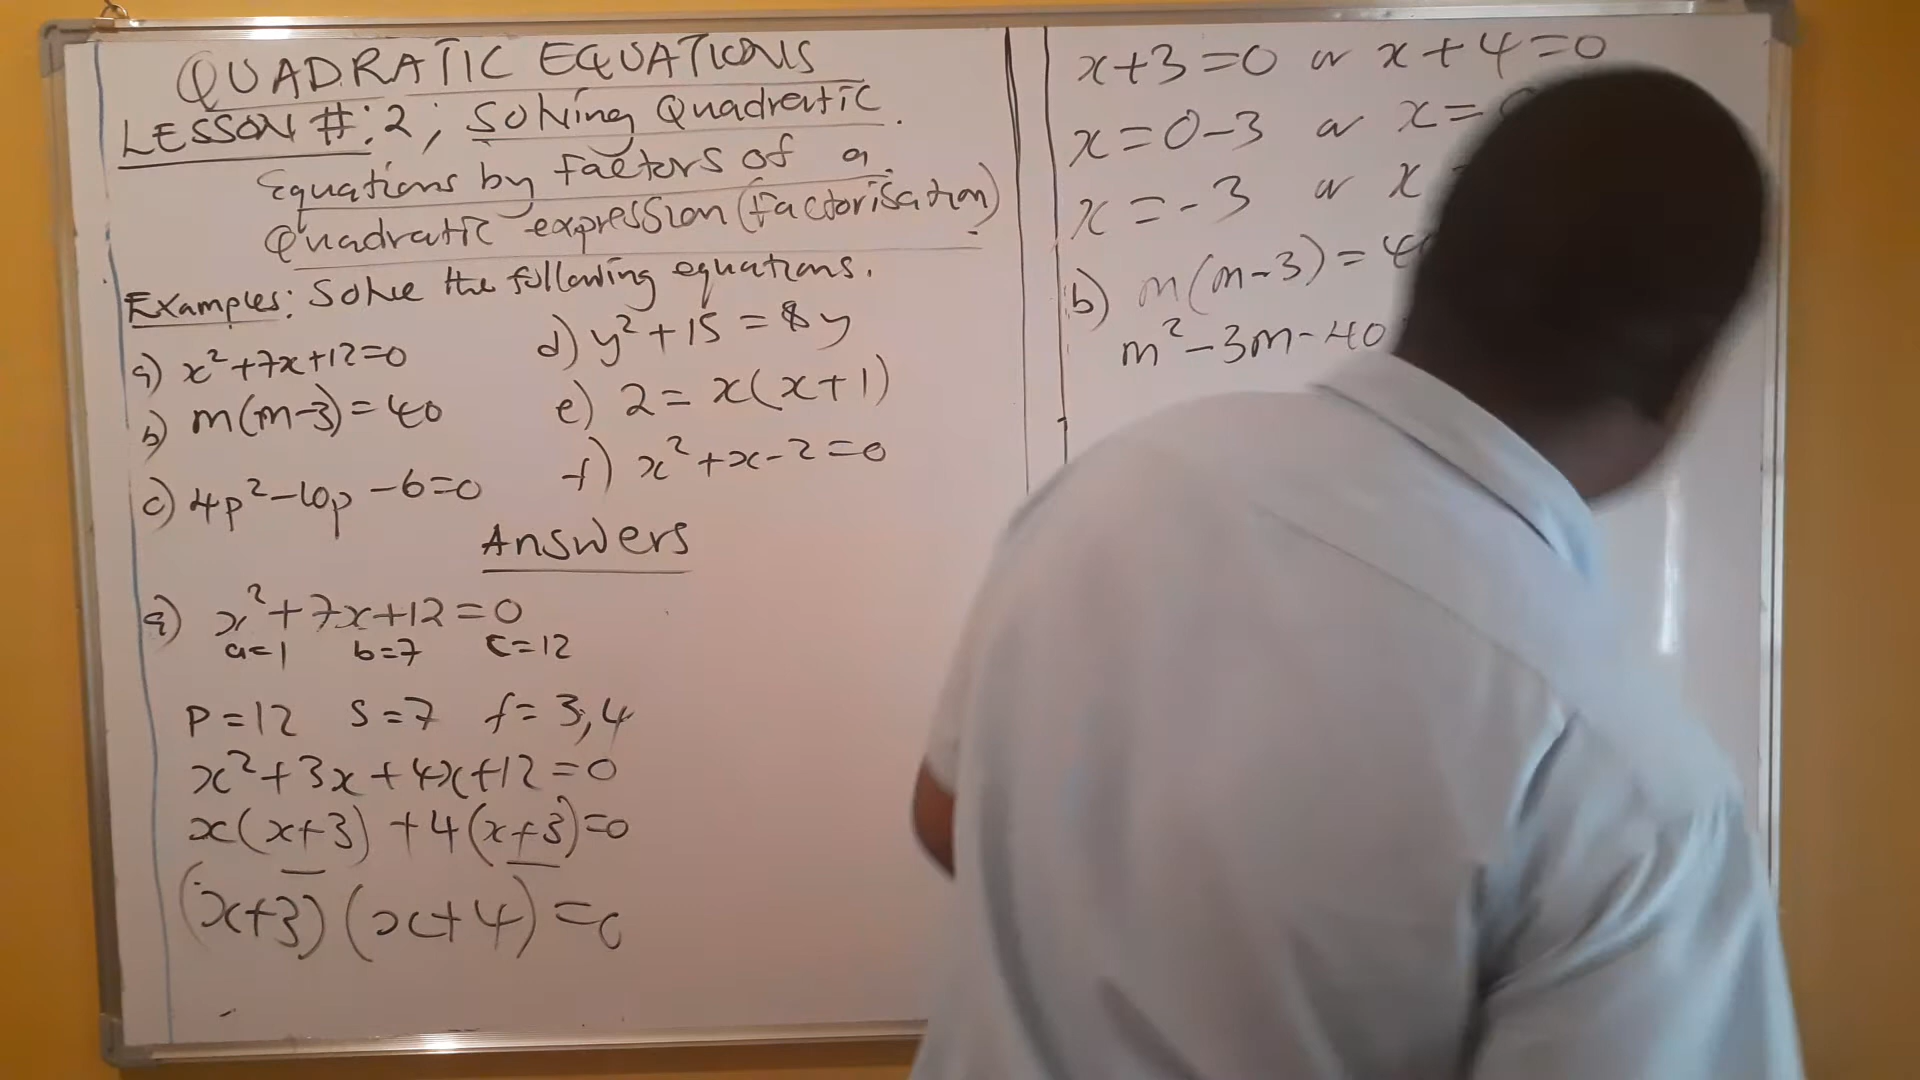 QUADRATIC EQUATIONS
LESSON #:2; Solving Quadratic
Equations by factors of a
Quadratic expression (factorisation).
Examples: Solve the following equations.
a) x²+7x+12=0
b) m(m-3)=40
c) 4p²-10p-6=0
d) y²+15=8y
e) 2=x(x+1)
f) x²+x-2=0
Answers
a) x²+7x+12=0
a=1 b=7 c=12
P=12 S=7 f=3,4
x²+3x+4x+12=0
x(x+3)+4(x+3)=0
(x+3)(x+4)=0
x+3=0 or x+4=0
x=0-3 or x=
x=-3 or x
b) m(m-3)=
m²-3m-40